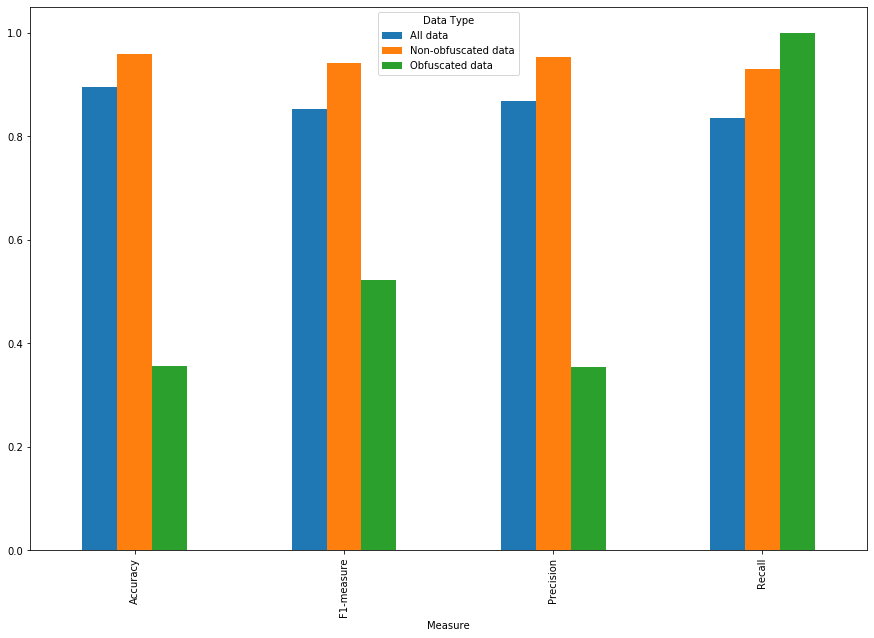 Data Type
All data
Non-obfuscated data
Obfuscated data
1.0
0.8
0.6
0.4
0.2
0.0
Accuracy
F1-measure
Precision
Recall
Measure